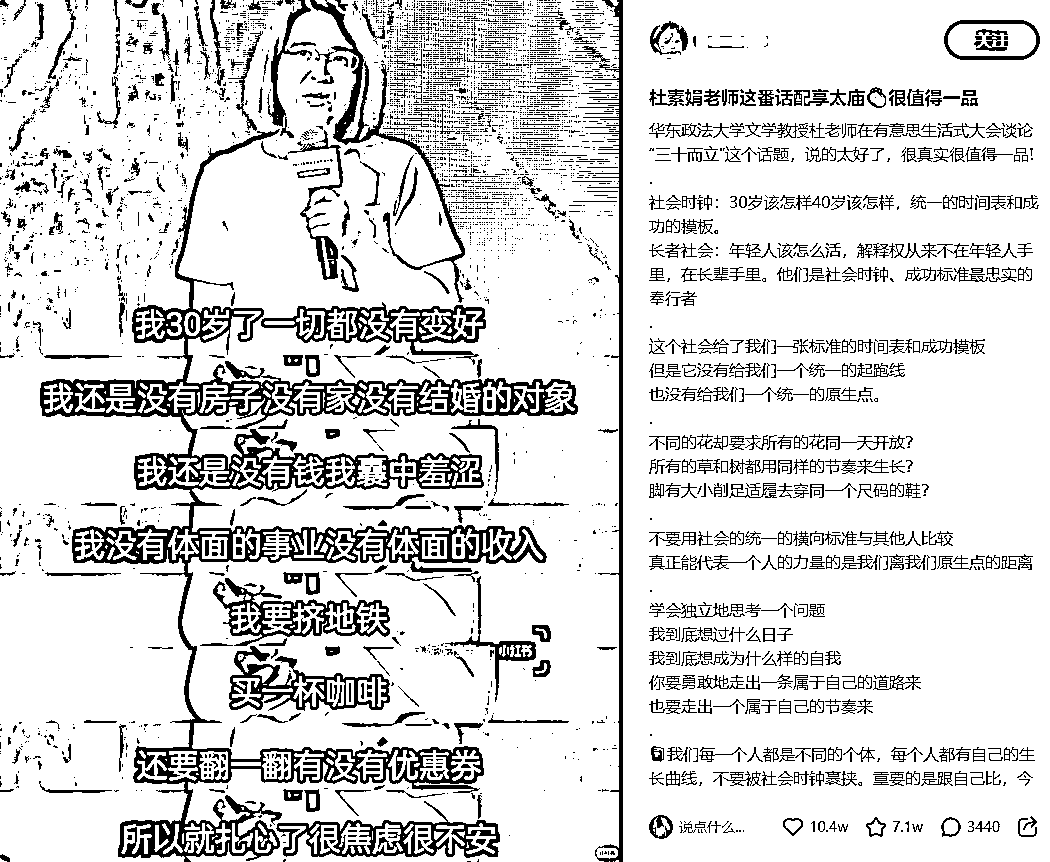 我30岁了一切都没有变好
我还是没有房子没有家没有结婚的对象
我还是没有钱我囊中羞涩
我没有体面的事业没有体面的收入
我要挤地铁
小红书
买一杯咖啡
还要翻一翻有没有优惠券
所以就扎心了很焦虑很不安
关注
杜素娟老师这番话配享太庙👏很值得一品
华东政法大学文学教授杜老师在有意思生活式大会谈论
“三十而立”这个话题，说的太好了，很真实很值得一品！
.
社会时钟：30岁该怎样40岁该怎样，统一的时间表和成
功的模板。
长者社会：年轻人该怎么活，解释权从来不在年轻人手
里，在长辈手里。他们是社会时钟、成功标准最忠实的
奉行者
.
这个社会给了我们一张标准的时间表和成功模板
但是它没有给我们一个统一的起跑线
也没有给我们一个统一的原生点。
.
不同的花却要求所有的花同一天开放？
所有的草和树都用同样的节奏来生长？
脚有大小削足适履去穿同一个尺码的鞋？
.
不要用社会的统一的横向标准与其他人比较
真正能代表一个人的力量的是我们离我们原生点的距离
.
学会独立地思考一个问题
我到底想过什么日子
我到底想成为什么样的自我
你要勇敢地走出一条属于自己的道路来
也要走出一个属于自己的节奏来
.
我们每一个人都是不同的个体，每个人都有自己的生
长曲线，不要被社会时钟裹挟。重要的是跟自己比，今
说点什么...
10.4w
7.1w
3440